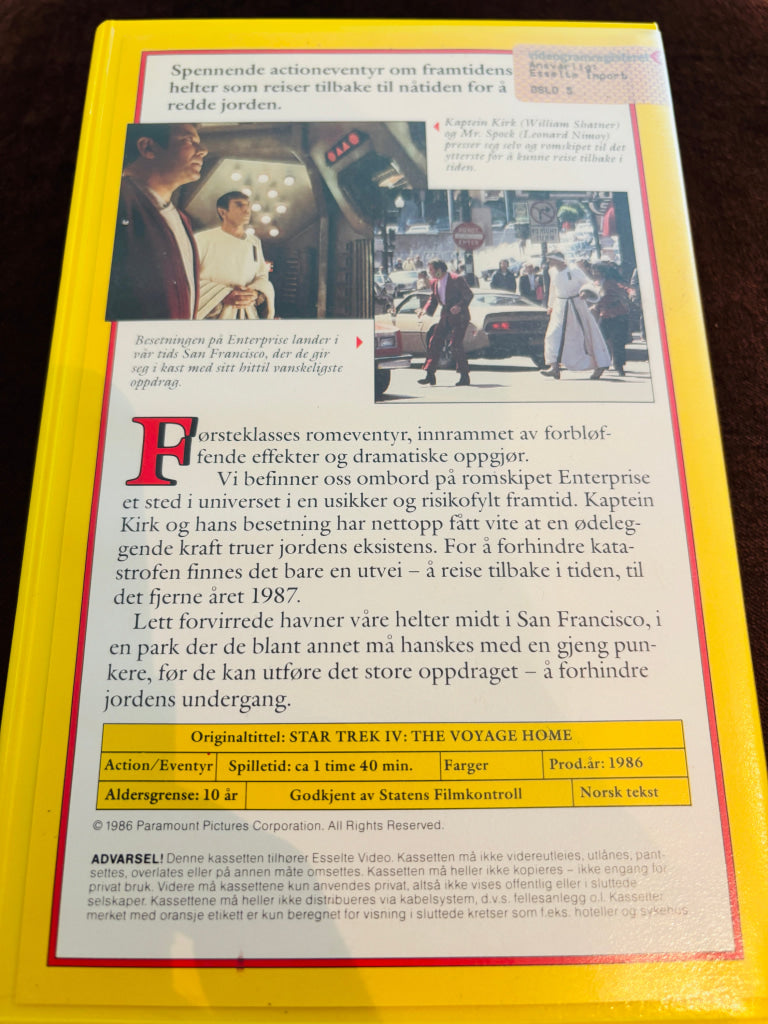 Spennende actioneventyr om framtidens
helter som reiser tilbake til nåtiden for å
redde jorden.
videogramregisteret
Ansvarlig:
Esselte Import
OSLO 5
Kaptein Kirk (William Shatner)
og Mr. Spock (Leonard Nimoy)
presser seg selv og romskipet til det
ytterste for å kunne reise tilbake i
tiden.
Besetningen på Enterprise lander i
vår tids San Francisco, der de gir
seg i kast med sitt hittil vanskeligste
oppdrag.
Førsteklasses romeventyr, innrammet av forbløf-
fende effekter og dramatiske oppgjør.
Vi befinner oss ombord på romskipet Enterprise
et sted i universet i en usikker og risikofylt framtid. Kaptein
Kirk og hans besetning har nettopp fått vite at en ødeleg-
gende kraft truer jordens eksistens. For å forhindre kata-
strofen finnes det bare en utvei – å reise tilbake i tiden, til
det fjerne året 1987.
Lett forvirrede havner våre helter midt i San Francisco, i
en park der de blant annet må hanskes med en gjeng pun-
kere, før de kan utføre det store oppdraget – å forhindre
jordens undergang.
Originaltittel: STAR TREK IV: THE VOYAGE HOME
Action/Eventyr Spilletid: ca 1 time 40 min. Farger Prod.år: 1986
Aldersgrense: 10 år Godkjent av Statens Filmkontroll Norsk tekst
© 1986 Paramount Pictures Corporation. All Rights Reserved.
ADVARSEL! Denne kassetten tilhører Esselte Video. Kassetten må ikke videreutleies, utlånes, pant-
settes, overlates eller på annen måte omsettes. Kassetten må heller ikke kopieres – ikke engang for
privat bruk. Videre må kassettene kun anvendes privat, altså ikke vises offentlig eller i sluttede
selskaper. Kassettene må heller ikke distribueres via kabelsystem, d.v.s. fellesanlegg o.l. Kassetter
merket med oransje etikett er kun beregnet for visning i sluttede kretser som f.eks. hoteller og sykehus.